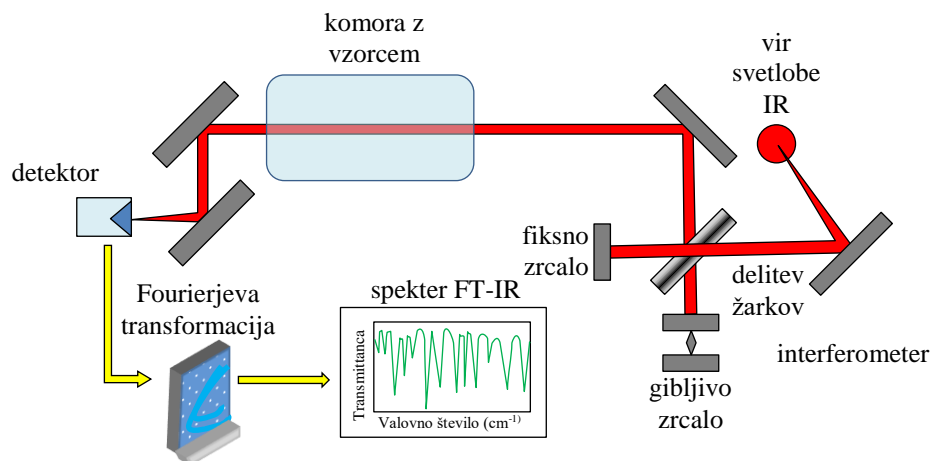 komora z
vzorcem
vir
svetlobe
IR
detektor
fiksno
zrcalo
delitev
žarkov
Fourierjeva
transformacija
spekter FT-IR
Transmittanca
Valovno število (cm⁻¹)
interferometer
gibljivo
zrcalo